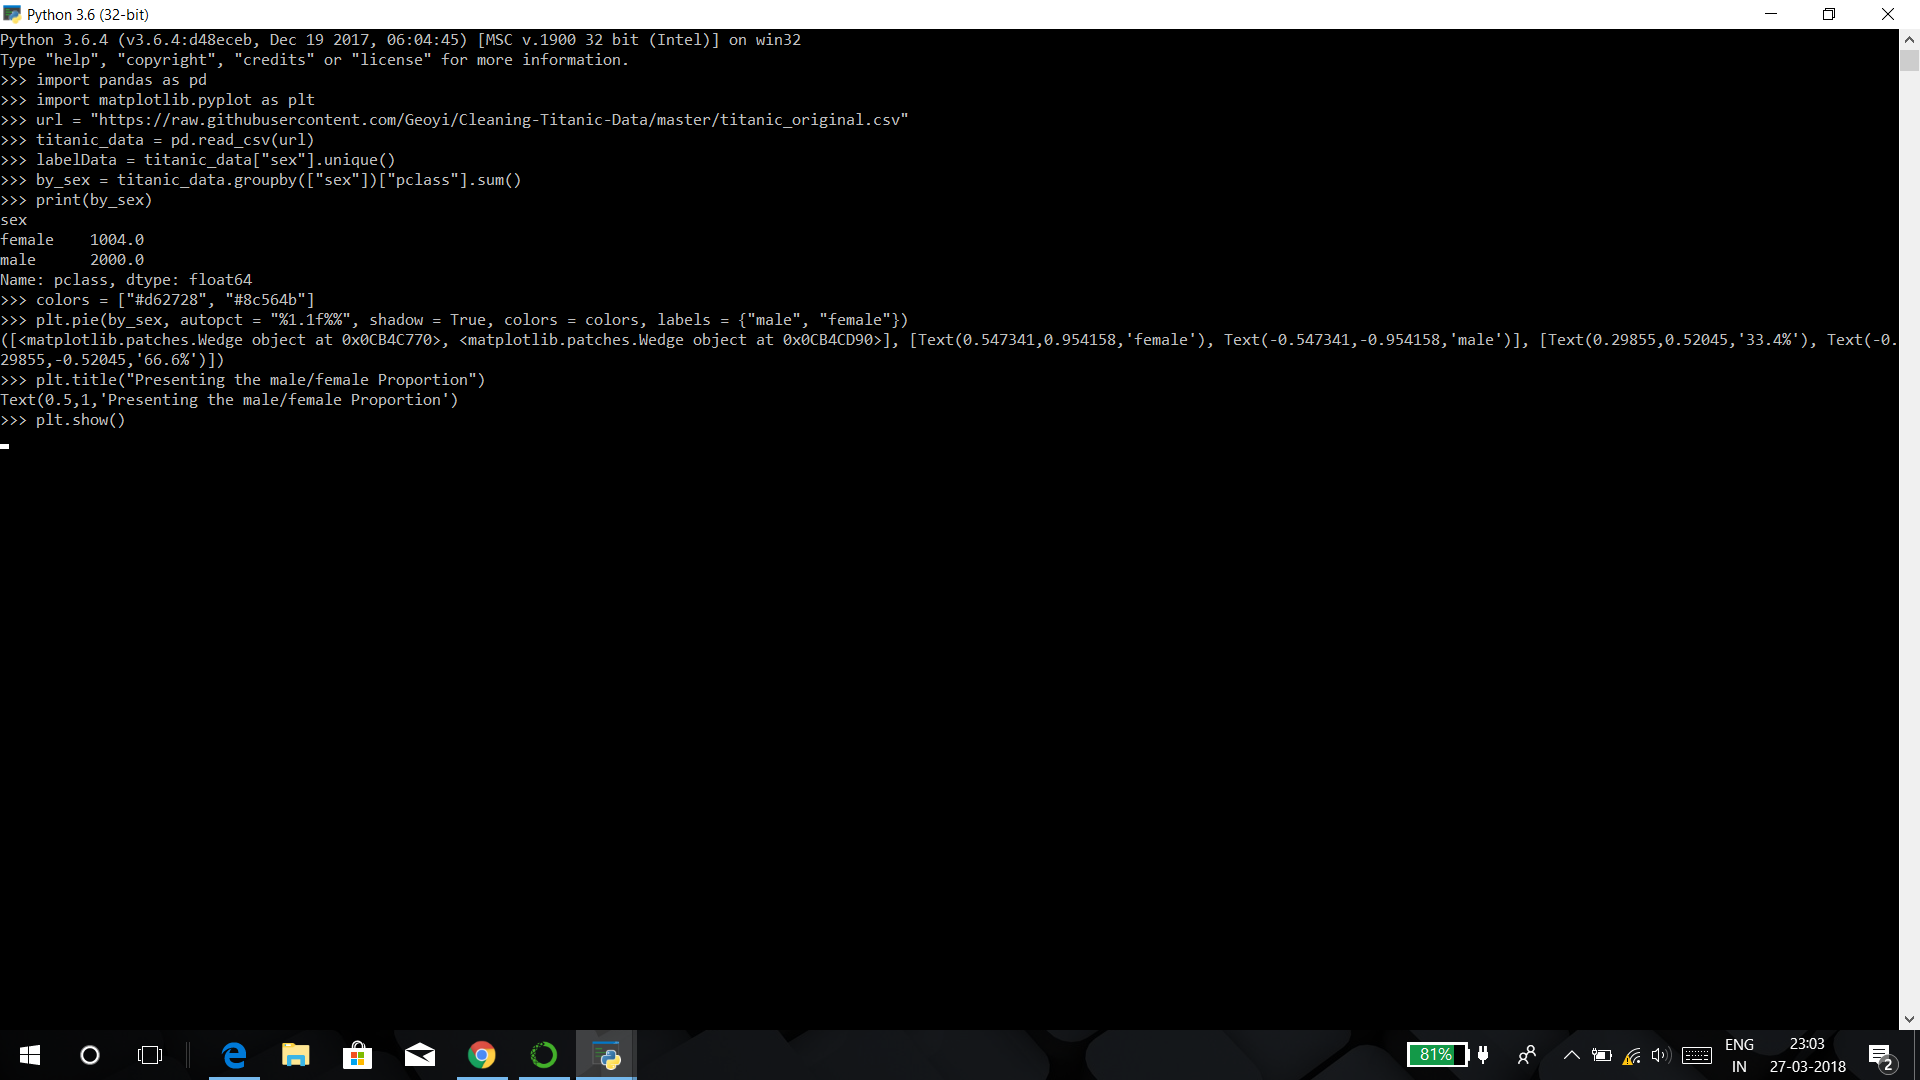 Python 3.6 (32-bit)
Python 3.6.4 (v3.6.4:d48eceb, Dec 19 2017, 06:04:45) [MSC v.1900 32 bit (Intel)] on win32
Type "help", "copyright", "credits" or "license" for more information.
>>> import pandas as pd
>>> import matplotlib.pyplot as plt
>>> url = "https://raw.githubusercontent.com/Geoyi/Cleaning-Titanic-Data/master/titanic_original.csv"
>>> titanic_data = pd.read_csv(url)
>>> labelData = titanic_data["sex"].unique()
>>> by_sex = titanic_data.groupby(["sex"])["pclass"].sum()
>>> print(by_sex)
sex
female    1004.0
male      2000.0
Name: pclass, dtype: float64
>>> colors = ["#d62728", "#8c564b"]
>>> plt.pie(by_sex, autopct = "%1.1f%%", shadow = True, colors = colors, labels = {"male", "female"})
([<matplotlib.patches.Wedge object at 0x0CB4C770>, <matplotlib.patches.Wedge object at 0x0CB4CD90>], [Text(0.547341,0.954158,'female'), Text(-0.547341,-0.954158,'male')], [Text(0.29855,0.52045,'33.4%'), Text(-0.
29855,-0.52045,'66.6%')])
>>> plt.title("Presenting the male/female Proportion")
Text(0.5,1,'Presenting the male/female Proportion')
>>> plt.show()
81%
ENG
IN
23:03
27-03-2018
2